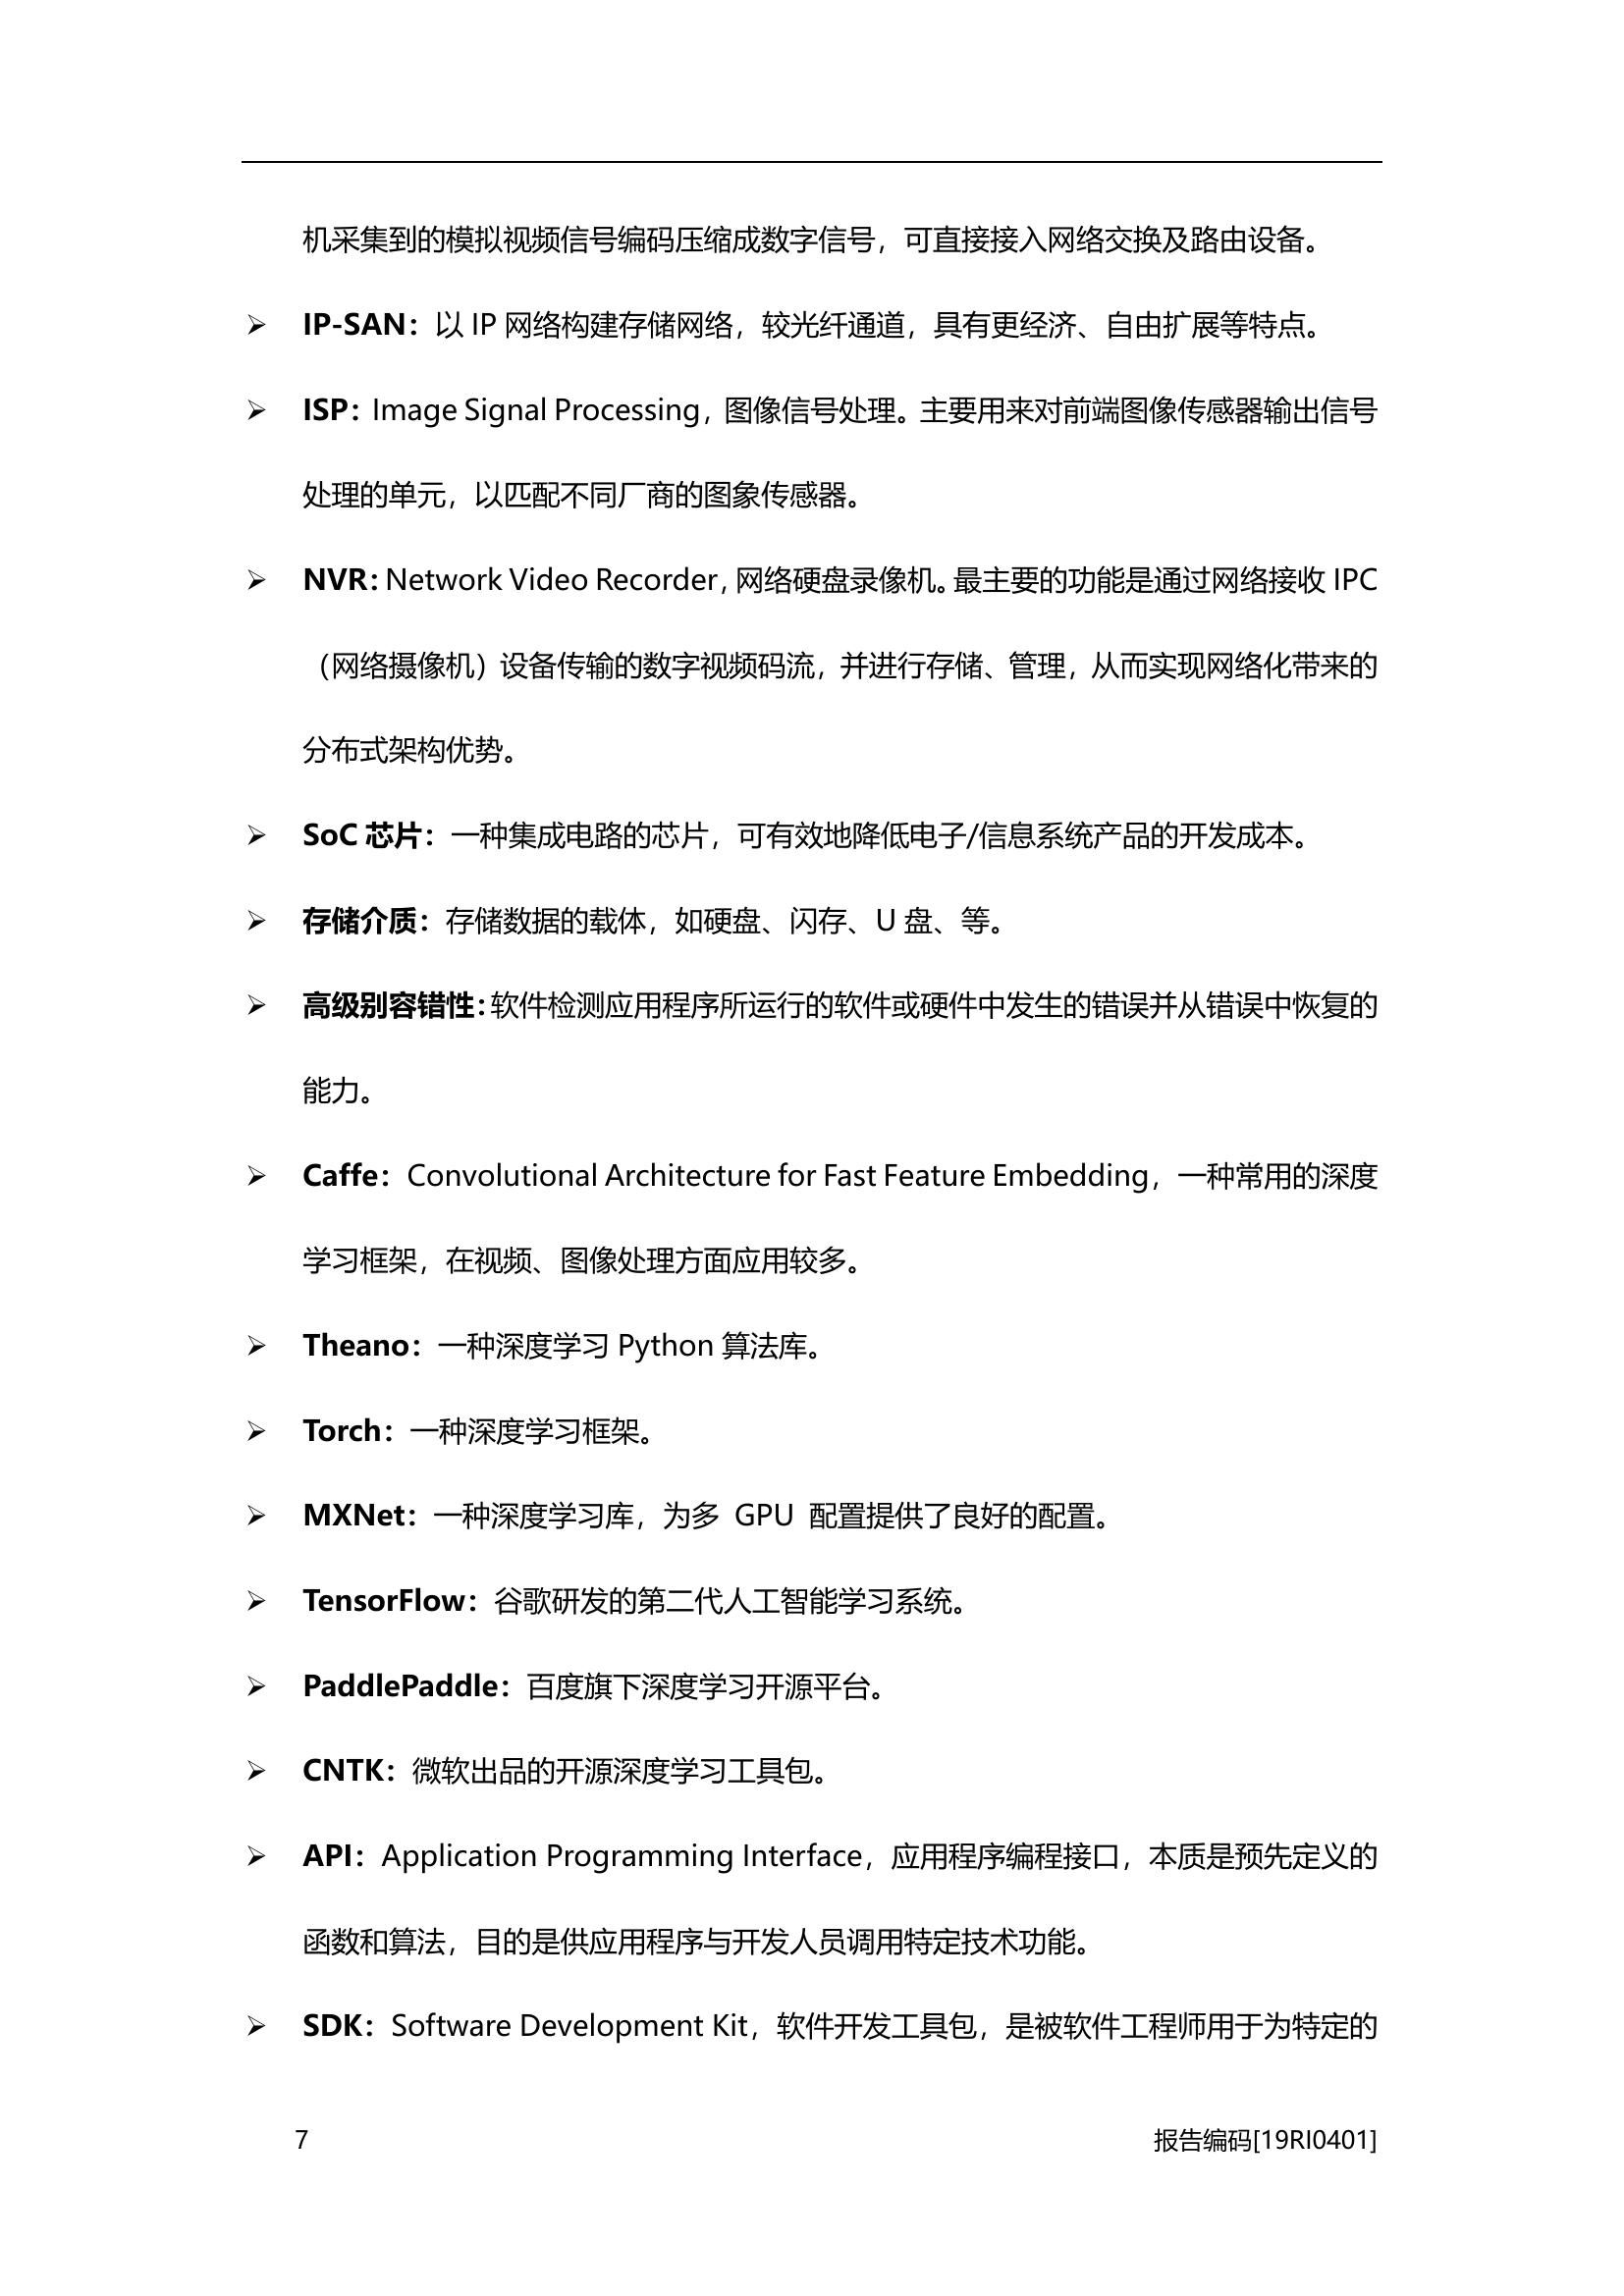 机采集到的模拟视频信号编码压缩成数字信号，可直接接入网络交换及路由设备。
➢ IP-SAN：以 IP 网络构建存储网络，较光纤通道，具有更经济、自由扩展等特点。
➢ ISP：Image Signal Processing，图像信号处理。主要用来对前端图像传感器输出信号
处理的单元，以匹配不同厂商的图象传感器。
➢ NVR：Network Video Recorder，网络硬盘录像机。最主要的功能是通过网络接收 IPC
（网络摄像机）设备传输的数字视频码流，并进行存储、管理，从而实现网络化带来的
分布式架构优势。
➢ SoC 芯片：一种集成电路的芯片，可有效地降低电子/信息系统产品的开发成本。
➢ 存储介质：存储数据的载体，如硬盘、闪存、U 盘、等。
➢ 高级别容错性：软件检测应用程序所运行的软件或硬件中发生的错误并从错误中恢复的
能力。
➢ Caffe：Convolutional Architecture for Fast Feature Embedding，一种常用的深度
学习框架，在视频、图像处理方面应用较多。
➢ Theano：一种深度学习 Python 算法库。
➢ Torch：一种深度学习框架。
➢ MXNet：一种深度学习库，为多 GPU 配置提供了良好的配置。
➢ TensorFlow：谷歌研发的第二代人工智能学习系统。
➢ PaddlePaddle：百度旗下深度学习开源平台。
➢ CNTK：微软出品的开源深度学习工具包。
➢ API：Application Programming Interface，应用程序编程接口，本质是预先定义的
函数和算法，目的是供应用程序与开发人员调用特定技术功能。
➢ SDK：Software Development Kit，软件开发工具包，是被软件工程师用于为特定的
7 报告编码[19RI0401]